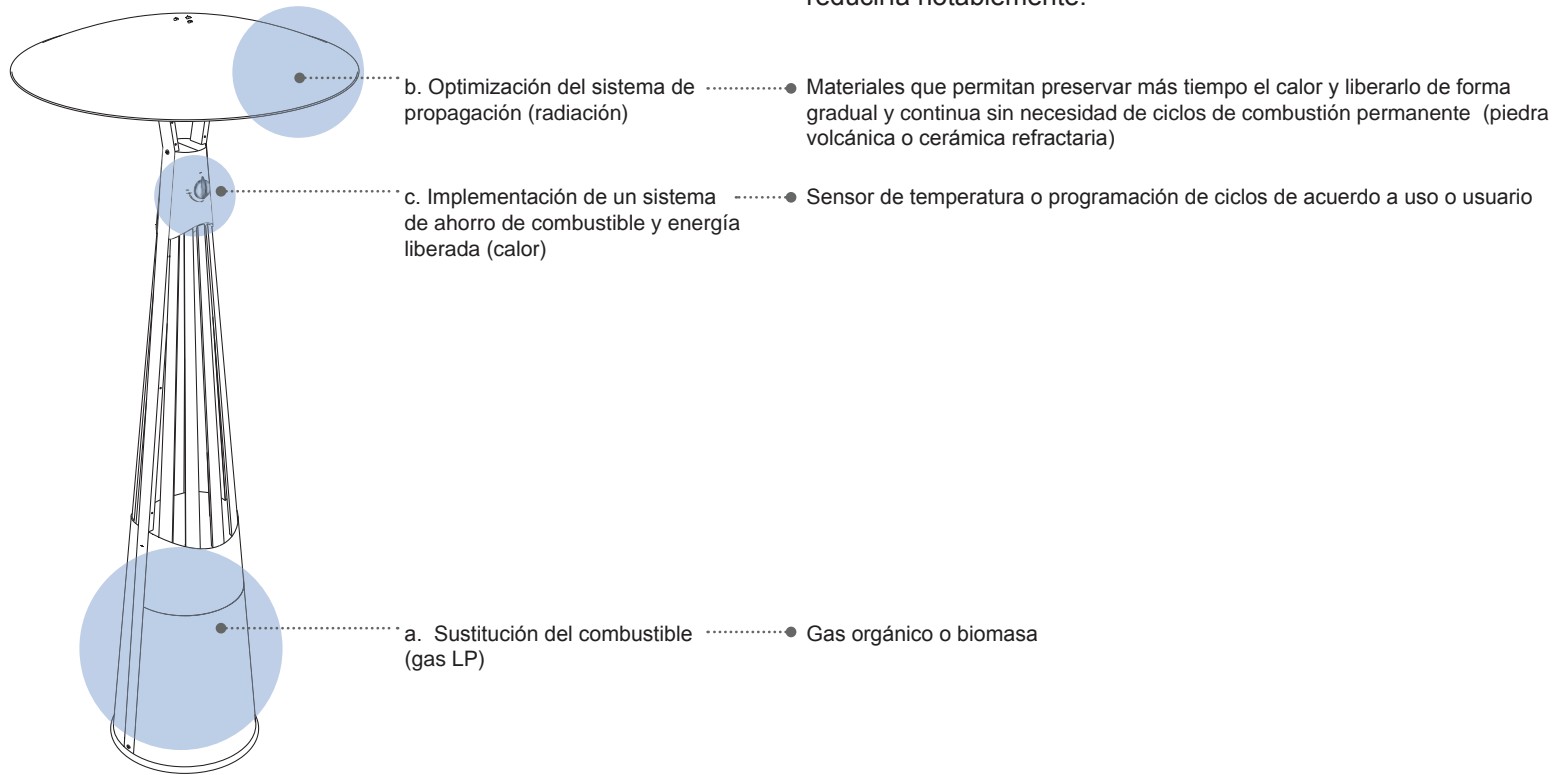 reducirla notablemente.
b. Optimización del sistema de propagación (radiación)
Materiales que permitan preservar más tiempo el calor y liberarlo de forma
gradual y continua sin necesidad de ciclos de combustión permanente (piedra
volcánica o cerámica refractaria)
c. Implementación de un sistema
de ahorro de combustible y energía
liberada (calor)
Sensor de temperatura o programación de ciclos de acuerdo a uso o usuario
a. Sustitución del combustible
(gas LP)
Gas orgánico o biomasa